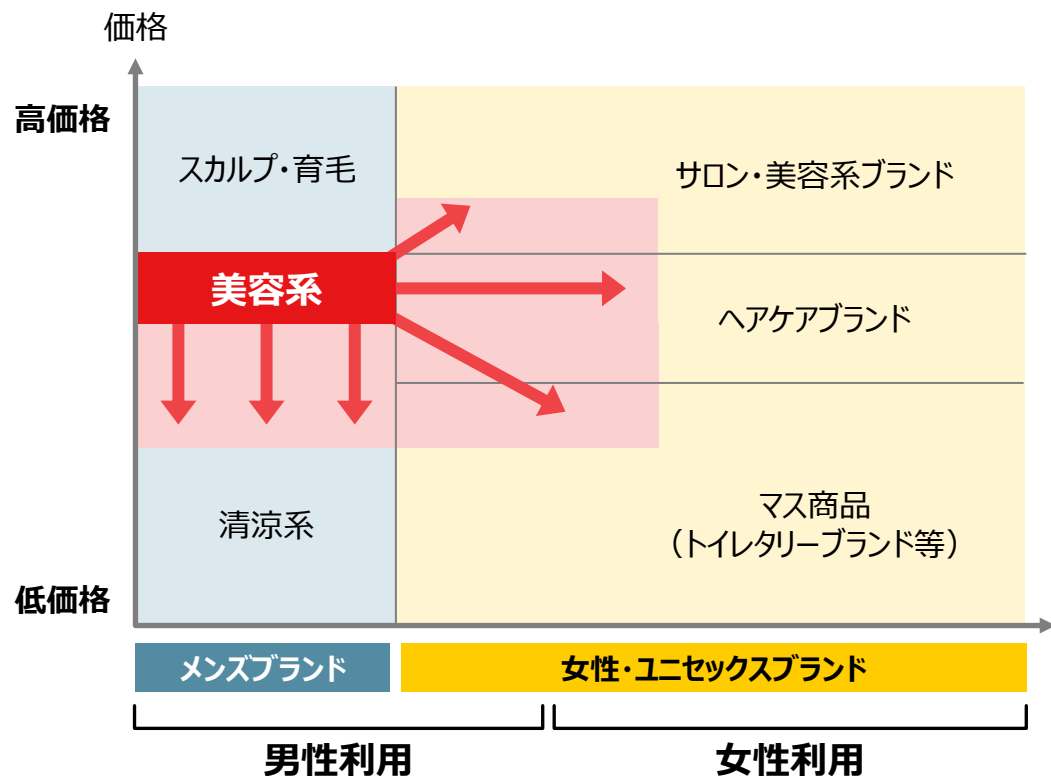 価格
高価格
スカルプ・育毛
サロン・美容系ブランド
美容系
ヘアケアブランド
清涼系
マス商品
（トイレタリーブランド等）
低価格
メンズブランド
女性・ユニセックスブランド
男性利用
女性利用